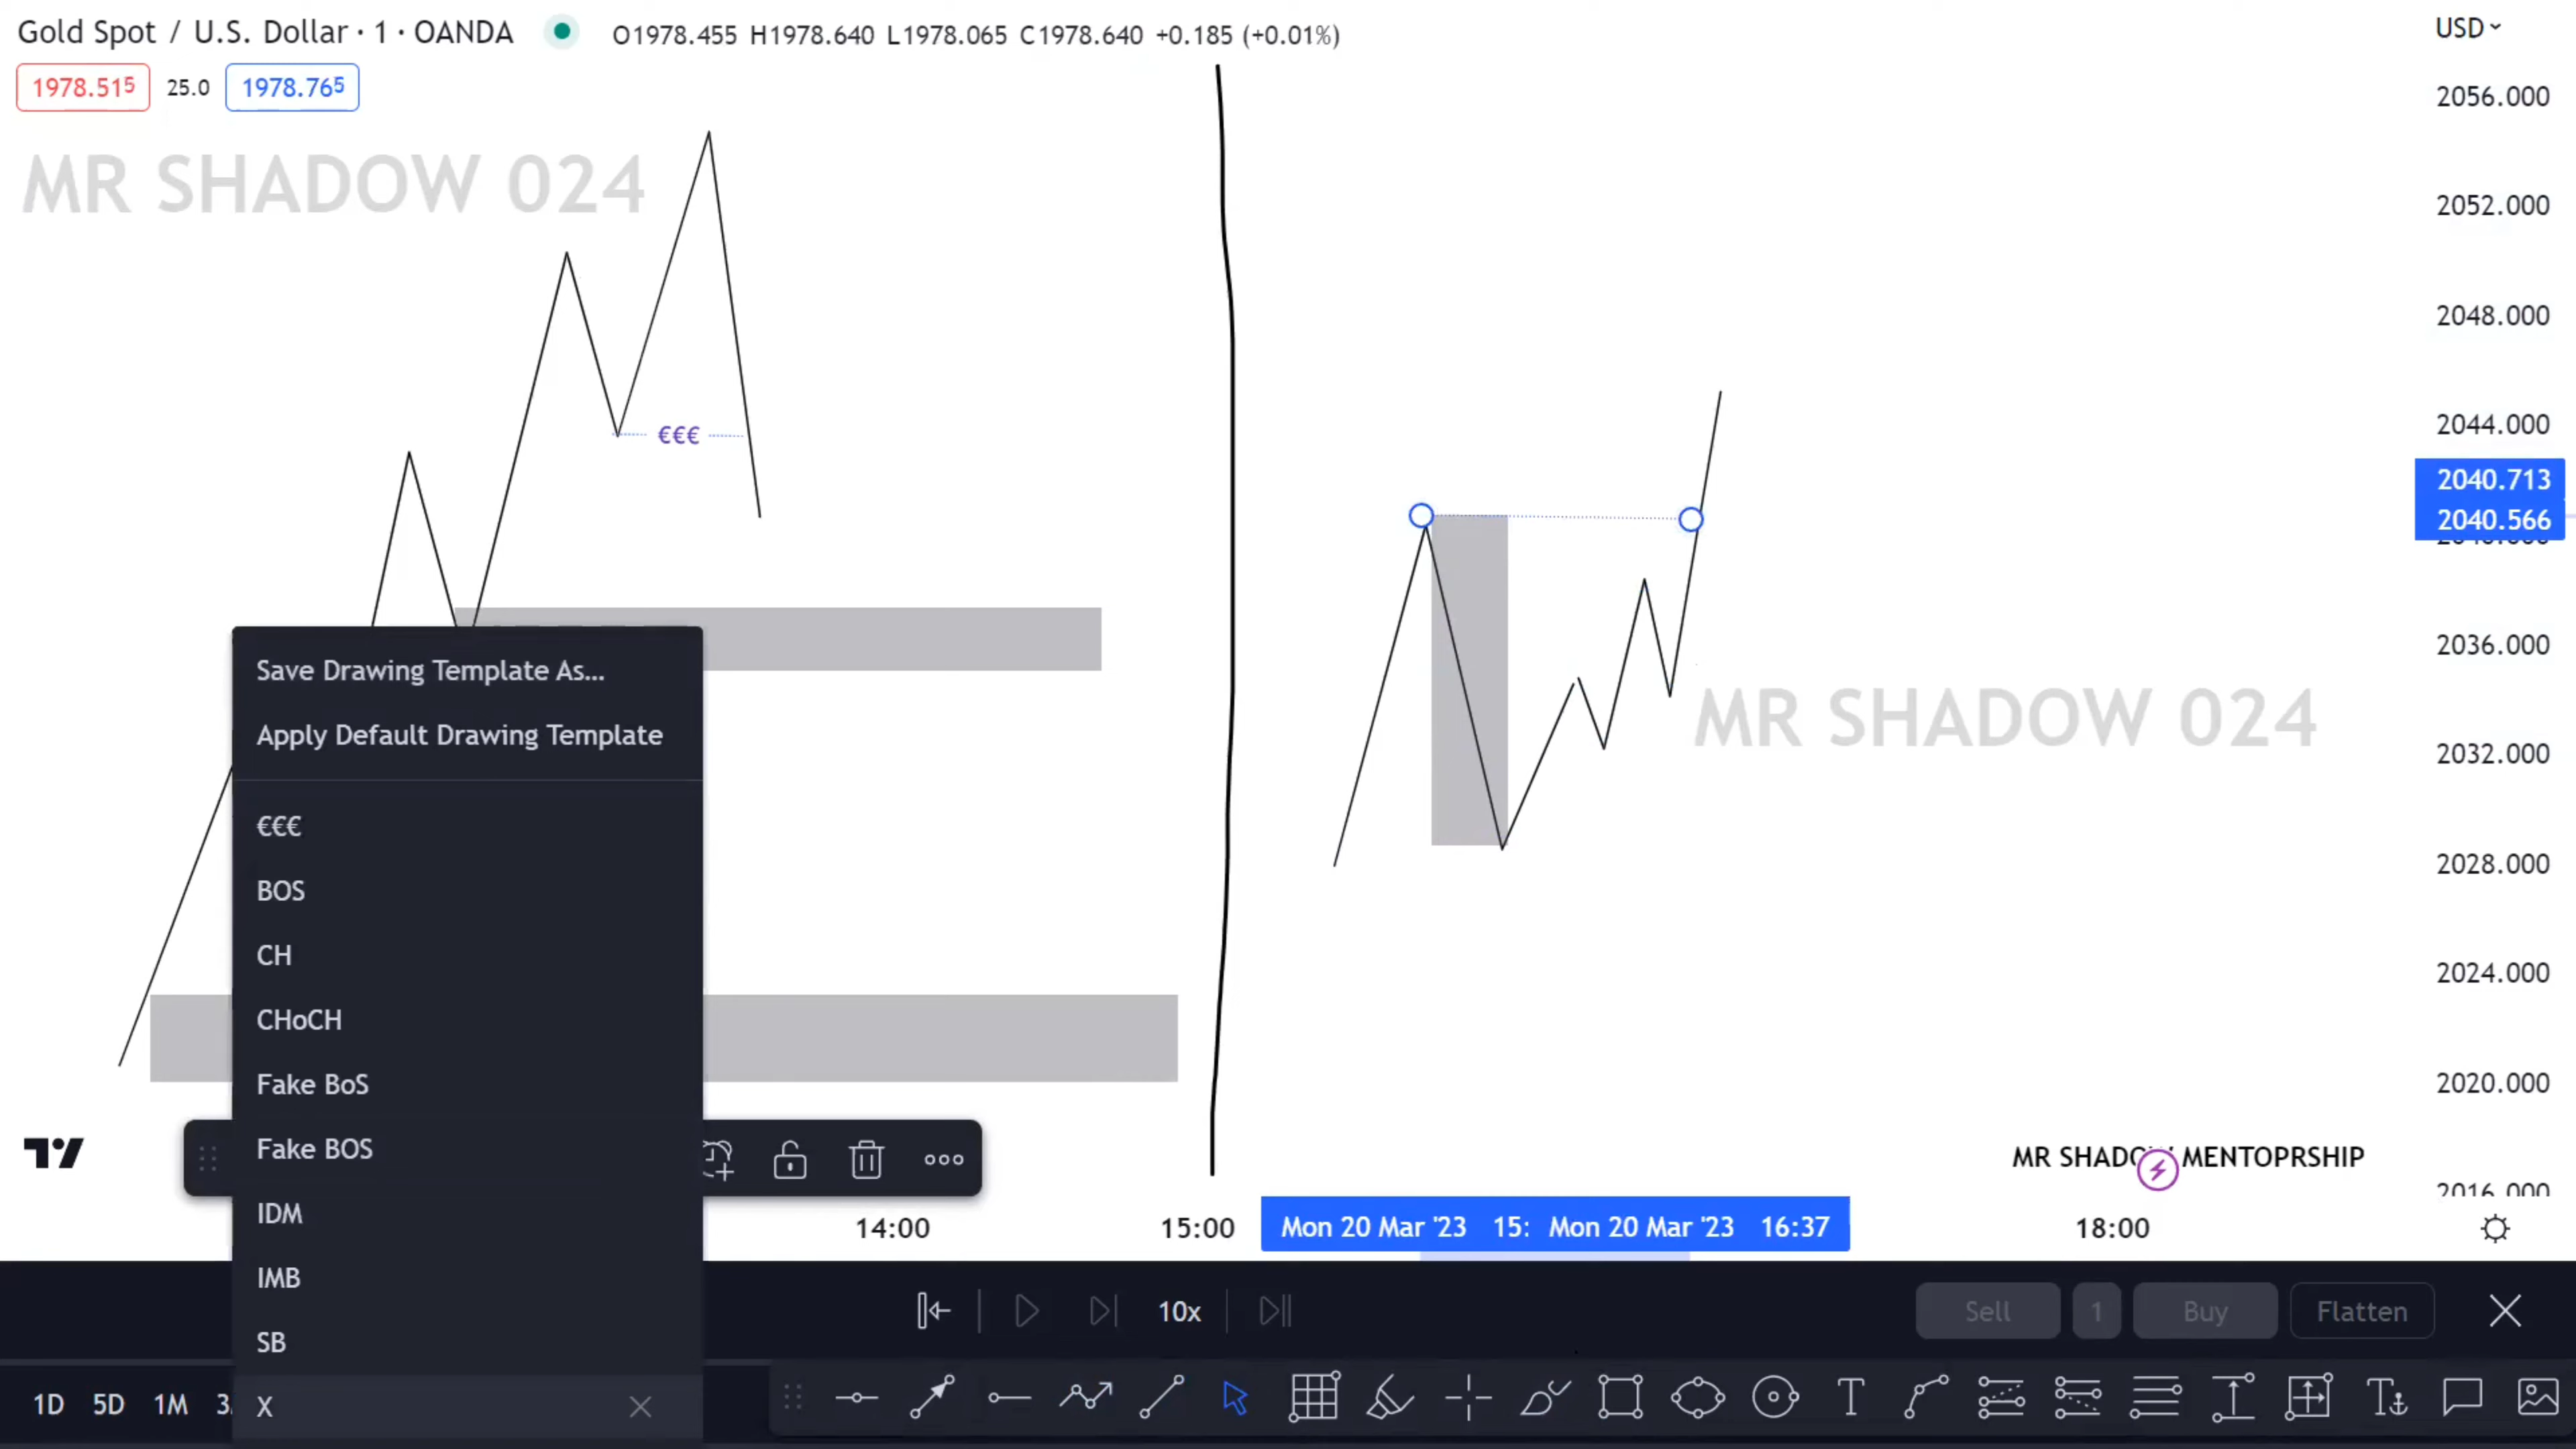 Gold Spot / U.S. Dollar · 1 · OANDA
O1978.455 H1978.640 L1978.065 C1978.640 +0.185 (+0.01%)
USD
1978.515 25.0 1978.765
MR SHADOW 024
2056.000
2052.000
2048.000
2044.000
2040.713
2040.566
2036.000
2032.000
2028.000
2024.000
2020.000
2016.000
€€€
MR SHADOW 024
Save Drawing Template As...
Apply Default Drawing Template
€€€
BOS
CH
CHoCH
Fake BoS
Fake BOS
IDM
IMB
SB
X
MR SHADOW MENTOPRSHIP
14:00 15:00 Mon 20 Mar '23 15: Mon 20 Mar '23 16:37 18:00
10x
Sell 1 Buy Flatten
1D 5D 1M